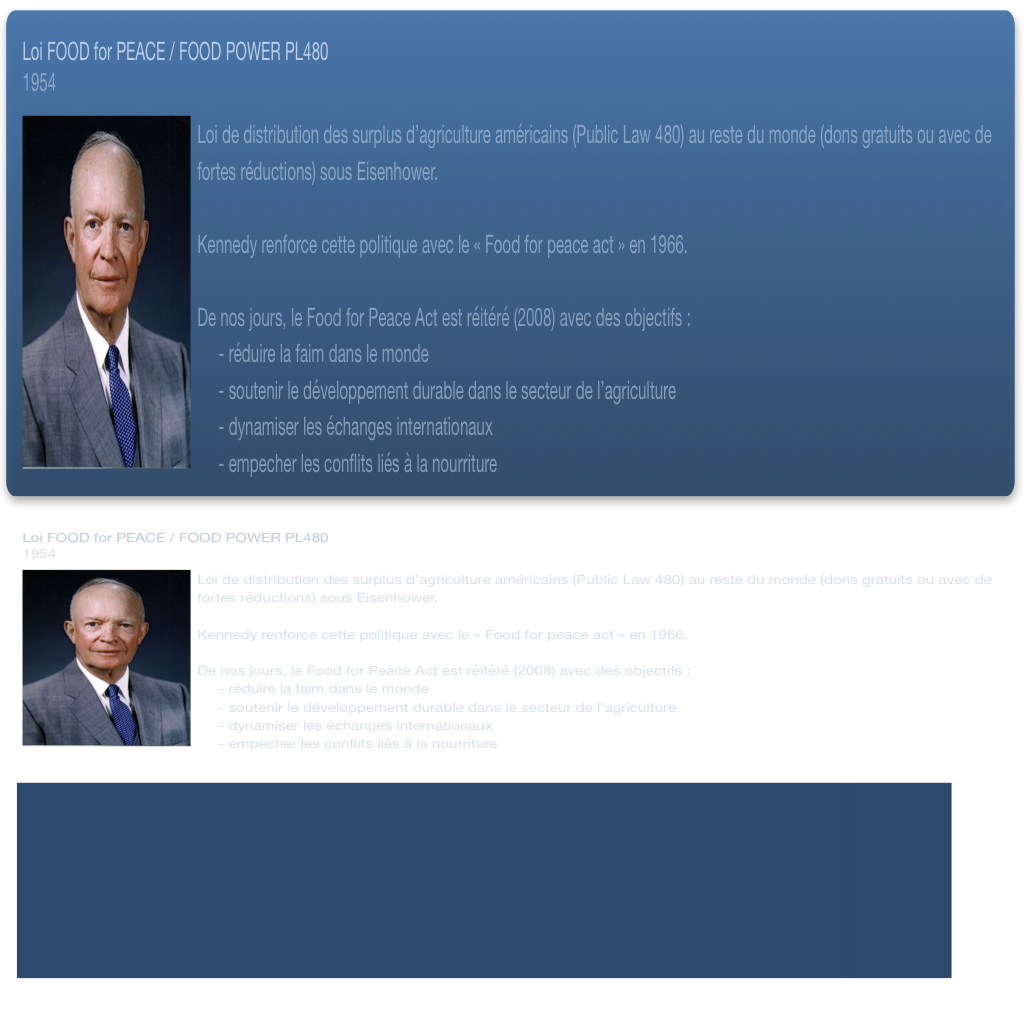 Loi FOOD for PEACE / FOOD POWER PL480
1954
Loi de distribution des surplus d’agriculture américains (Public Law 480) au reste du monde (dons gratuits ou avec de
fortes réductions) sous Eisenhower.
Kennedy renforce cette politique avec le « Food for peace act » en 1966.
De nos jours, le Food for Peace Act est réitéré (2008) avec des objectifs :
- réduire la faim dans le monde
- soutenir le développement durable dans le secteur de l’agriculture
- dynamiser les échanges internationaux
- empecher les conflits liés à la nourriture
Loi FOOD for PEACE / FOOD POWER PL480
1954
Loi de distribution des surplus d’agriculture américains (Public Law 480) au reste du monde (dons gratuits ou avec de
fortes réductions) sous Eisenhower.
Kennedy renforce cette politique avec le « Food for peace act » en 1966.
De nos jours, le Food for Peace Act est réitéré (2008) avec des objectifs :
- réduire la faim dans le monde
- soutenir le développement durable dans le secteur de l’agriculture
- dynamiser les échanges internationaux
- empecher les conflits liés à la nourriture